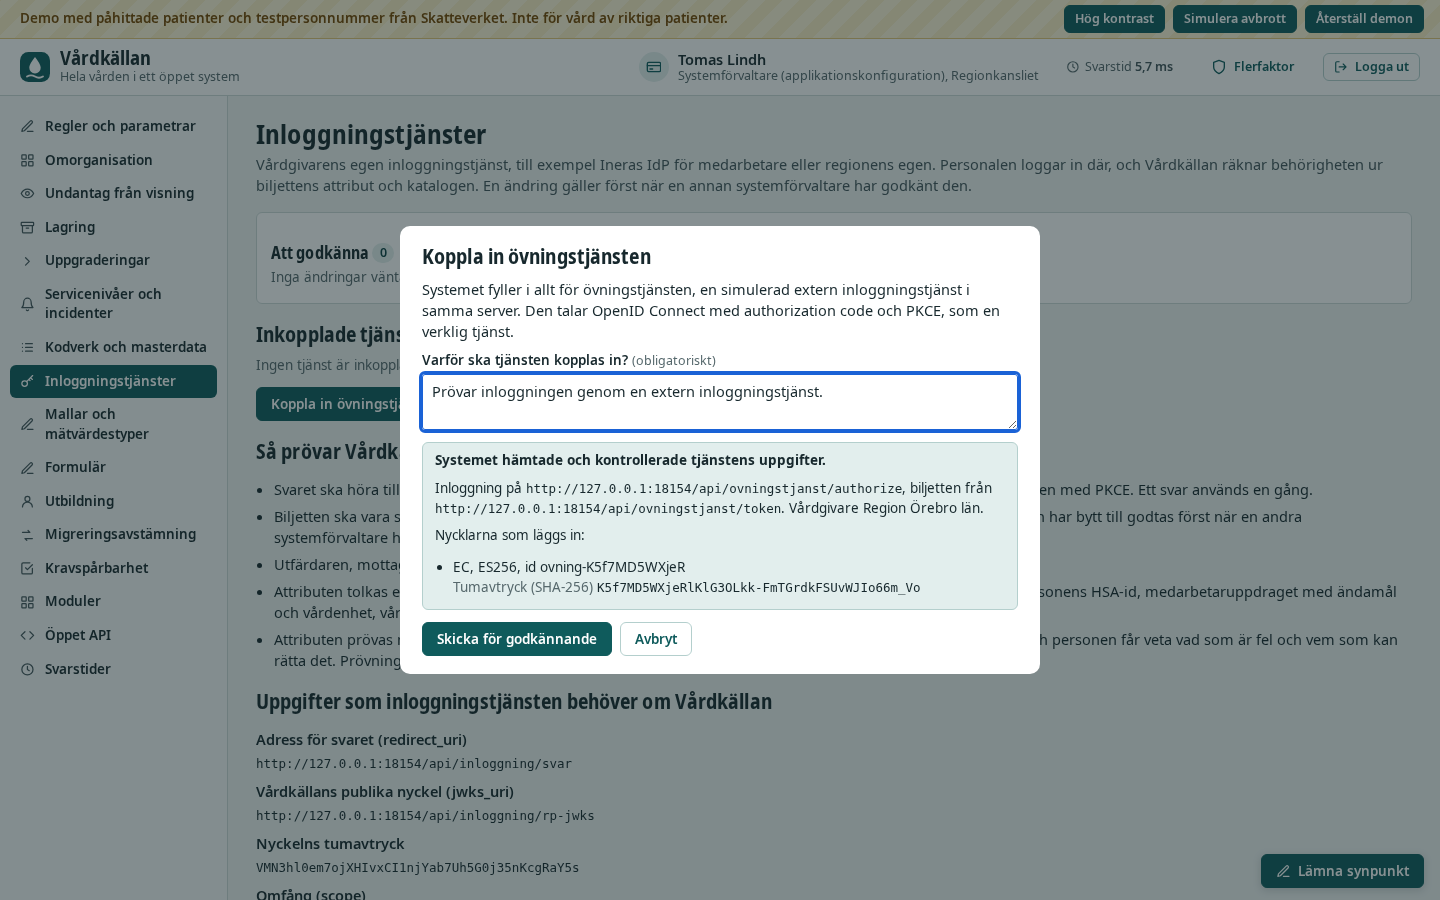 Demo med påhittade patienter och testpersonnummer från Skatteverket. Inte för vård av riktiga patienter.
Hög kontrast
Simulera avbrott
Återställ demon
Vårdkällan
Hela vården i ett öppet system
Tomas Lindh
Systemförvaltare (applikationskonfiguration), Regionkansliet
Svarstid 5,7 ms
Flerfaktor
Logga ut
Regler och parametrar
Omorganisation
Undantag från visning
Lagring
Uppgraderingar
Servicenivåer och
incidenter
Kodverk och masterdata
Inloggningstjänster
Mallar och
mätvärdestyper
Formulär
Utbildning
Migreringsavstämning
Kravspårbarhet
Moduler
Öppet API
Svarstider
Inloggningstjänster
Vårdgivarens egen inloggningstjänst, till exempel Ineras IdP för medarbetare eller regionens egen. Personalen loggar in där, och Vårdkällan räknar behörigheten ur
biljettens attribut och katalogen. En ändring gäller först när en annan systemförvaltare har godkänt den.
Att godkänna 0
Inga ändringar vänt
Inkopplade tjäns
Ingen tjänst är inkoppl
Koppla in övningstj
Så prövar Vårdk
Svaret ska höra till
en med PKCE. Ett svar används en gång.
Biljetten ska vara s
n har bytt till godtas först när en andra
systemförvaltare h
Utfärdaren, mottag
Attributen tolkas e
sonens HSA-id, medarbetaruppdraget med ändamål
och vårdenhet, vår
Attributen prövas n
h personen får veta vad som är fel och vem som kan
rätta det. Prövning
Koppla in övningstjänsten
Systemet fyller i allt för övningstjänsten, en simulerad extern inloggningstjänst i
samma server. Den talar OpenID Connect med authorization code och PKCE, som en
verklig tjänst.
Varför ska tjänsten kopplas in? (obligatoriskt)
Prövar inloggningen genom en extern inloggningstjänst.
Systemet hämtade och kontrollerade tjänstens uppgifter.
Inloggning på http://127.0.0.1:18154/api/ovningstjanst/authorize, biljetten från
http://127.0.0.1:18154/api/ovningstjanst/token. Vårdgivare Region Örebro län.
Nycklarna som läggs in:
EC, ES256, id ovning-K5f7MD5WXjeR
Tumavtryck (SHA-256) K5f7MD5WXjeRlKlG3OLkk-FmTGrdkFSUvWJIo66m_Vo
Skicka för godkännande
Avbryt
Uppgifter som inloggningstjänsten behöver om Vårdkällan
Adress för svaret (redirect_uri)
http://127.0.0.1:18154/api/inloggning/svar
Vårdkällans publika nyckel (jwks_uri)
http://127.0.0.1:18154/api/inloggning/rp-jwks
Nyckelns tumavtryck
VMN3hl0em7ojXHIvxCI1njYab7Uh5G0j35nKcgRaY5s
Omfång (scope)
Lämna synpunkt